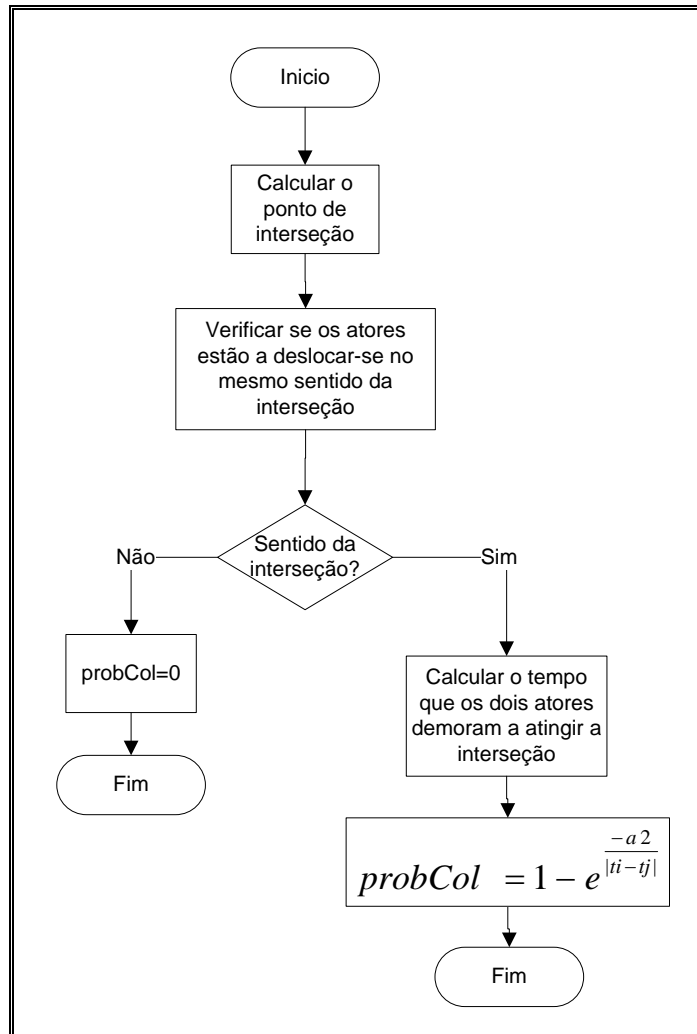 Inicio
Calcular o
ponto de
interseção
Verificar se os atores
estão a deslocar-se no
mesmo sentido da
interseção
Sentido da
interseção?
Não
Sim
probCol=0
Fim
Calcular o tempo
que os dois atores
demoram a atingir a
interseção
probCol = 1 − e^(−a2/|ti−tj|)
Fim